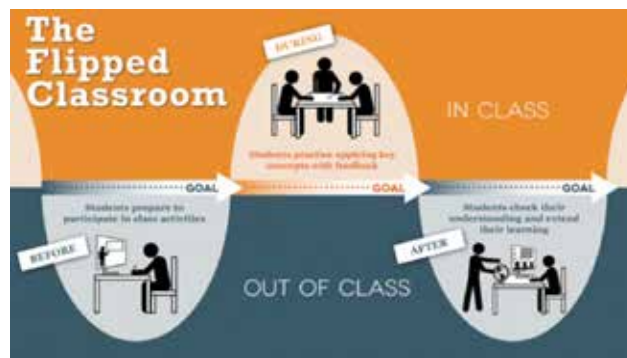 The
Flipped
Classroom
DURING
IN CLASS
Students practice applying key
concepts with feedback
GOAL
GOAL
GOAL
Students prepare to
participate in class activities
BEFORE
Students check their
understanding and extend
their learning
AFTER
OUT OF CLASS